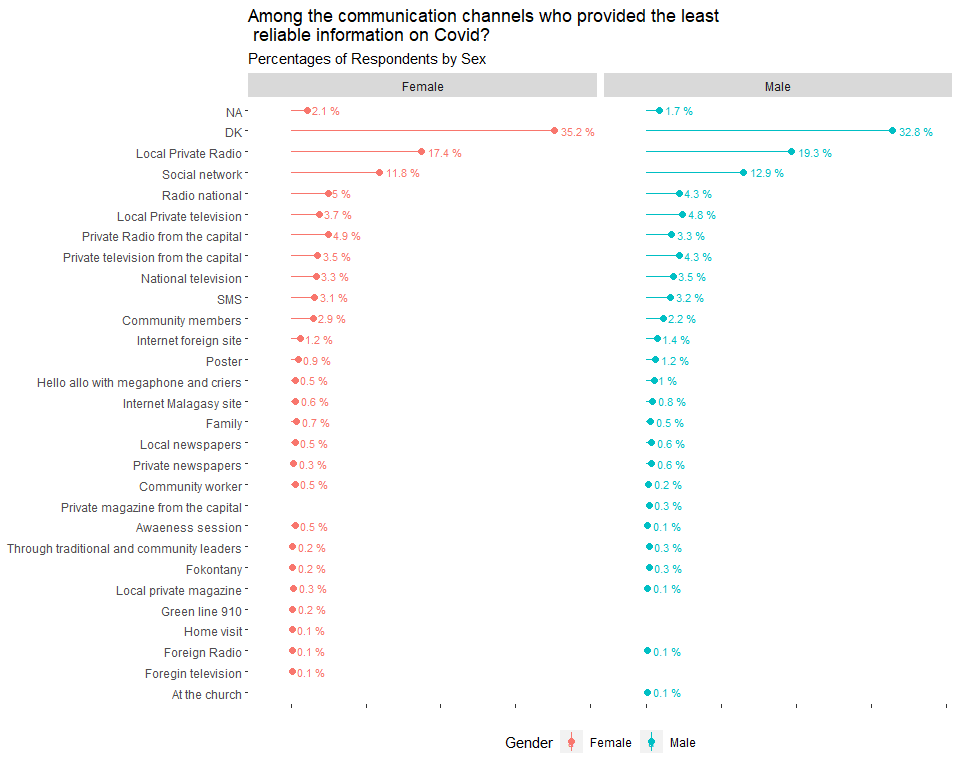 Among the communication channels who provided the least
reliable information on Covid?
Percentages of Respondents by Sex
Female Male
NA 2.1 % 1.7 %
DK 35.2 % 32.8 %
Local Private Radio 17.4 % 19.3 %
Social network 11.8 % 12.9 %
Radio national 5 % 4.3 %
Local Private television 3.7 % 4.8 %
Private Radio from the capital 4.9 % 3.3 %
Private television from the capital 3.5 % 4.3 %
National television 3.3 % 3.5 %
SMS 3.1 % 3.2 %
Community members 2.9 % 2.2 %
Internet foreign site 1.2 % 1.4 %
Poster 0.9 % 1.2 %
Hello allo with megaphone and criers 0.5 % 1 %
Internet Malagasy site 0.6 % 0.8 %
Family 0.7 % 0.5 %
Local newspapers 0.5 % 0.6 %
Private newspapers 0.3 % 0.6 %
Community worker 0.5 % 0.2 %
Private magazine from the capital 0.3 %
Awaeness session 0.5 % 0.1 %
Through traditional and community leaders 0.2 % 0.3 %
Fokontany 0.2 % 0.3 %
Local private magazine 0.3 % 0.1 %
Green line 910 0.2 %
Home visit 0.1 %
Foreign Radio 0.1 % 0.1 %
Foregin television 0.1 %
At the church 0.1 %
Gender Female Male